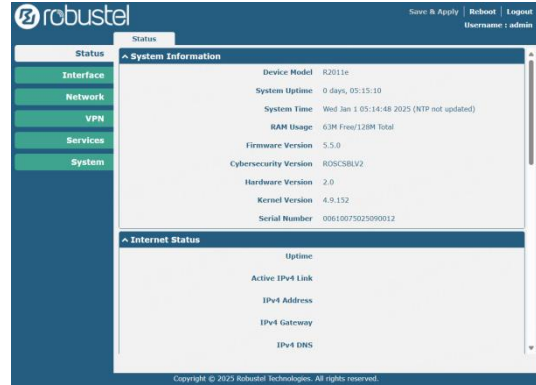 robustel
Save & Apply | Reboot | Logout
Username : admin
Status
Status
Interface
Network
VPN
Services
System
^ System Information
Device Model R2011e
System Uptime 0 days, 05:15:10
System Time Wed Jan 1 05:14:48 2025 (NTP not updated)
RAM Usage 63M Free/128M Total
Firmware Version 5.5.0
Cybersecurity Version ROSCSBLV2
Hardware Version 2.0
Kernel Version 4.9.152
Serial Number 00610075025090012
^ Internet Status
Uptime
Active IPv4 Link
IPv4 Address
IPv4 Gateway
IPv4 DNS
Copyright © 2025 Robustel Technologies. All rights reserved.